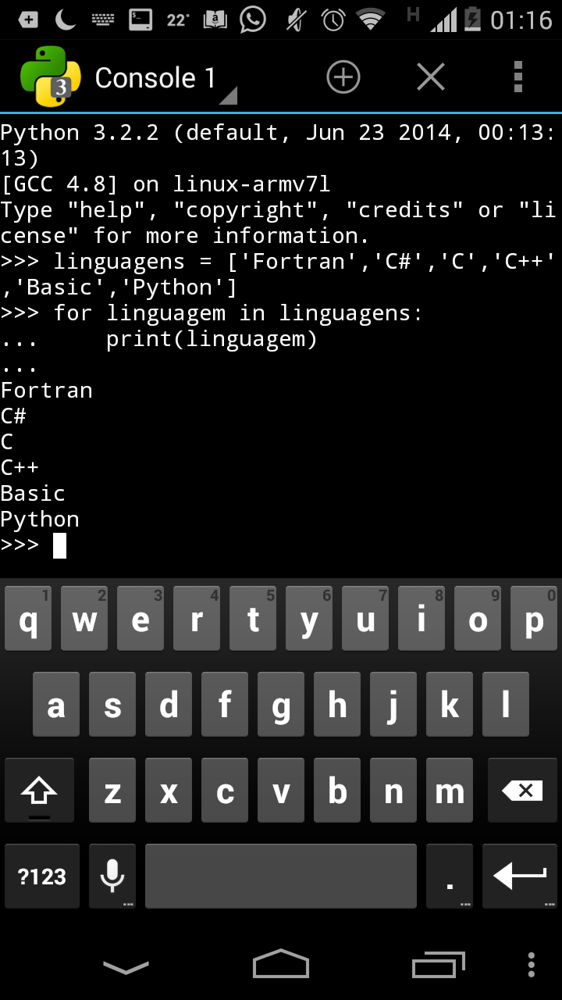 22° H 01:16
3 Console 1
Python 3.2.2 (default, Jun 23 2014, 00:13:
13)
[GCC 4.8] on linux-armv7l
Type "help", "copyright", "credits" or "li
cense" for more information.
>>> linguagens = ['Fortran','C#','C','C++'
,'Basic','Python']
>>> for linguagem in linguagens:
...     print(linguagem)
...
Fortran
C#
C
C++
Basic
Python
>>>
1 2 3 4 5 6 7 8 9 0
q w e r t y u i o p
a s d f g h j k l
z x c v b n m
?123 . ... ... ...